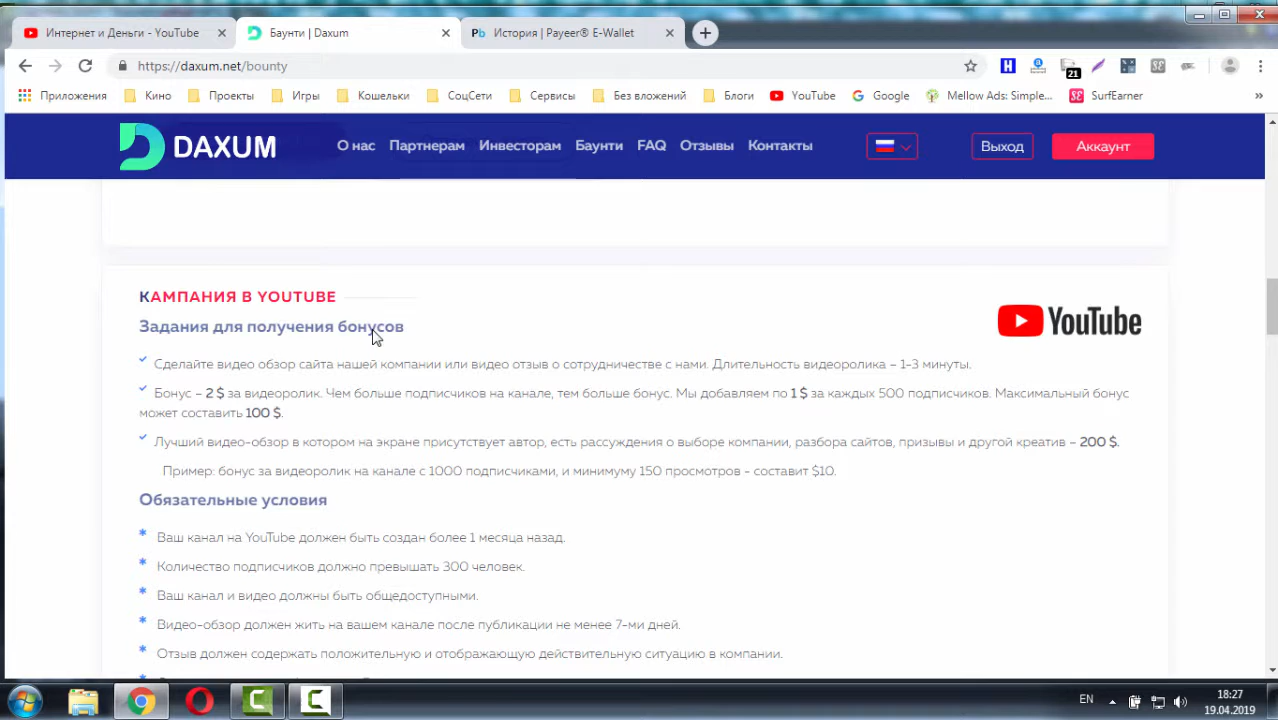 Интернет и Деньги - YouTube
Баунти | Daxum
Pb История | Payeer® E-Wallet
https://daxum.net/bounty
21
Приложения Кино Проекты Игры Кошельки СоцСети Сервисы Без вложений Блоги YouTube Google Mellow Ads: Simple... SurfEarner »
DAXUM О нас Партнерам Инвесторам Баунти FAQ Отзывы Контакты Выход Аккаунт
КАМПАНИЯ В YOUTUBE
Задания для получения бонусов
YouTube
Сделайте видео обзор сайта нашей компании или видео отзыв о сотрудничестве с нами. Длительность видеоролика – 1-3 минуты.
Бонус – 2 $ за видеоролик. Чем больше подписчиков на канале, тем больше бонус. Мы добавляем по 1 $ за каждых 500 подписчиков. Максимальный бонус
может составить 100 $.
Лучший видео-обзор в котором на экране присутствует автор, есть рассуждения о выборе компании, разбора сайтов, призывы и другой креатив – 200 $.
Пример: бонус за видеоролик на канале с 1000 подписчиками, и минимуму 150 просмотров - составит $10.
Обязательные условия
* Ваш канал на YouTube должен быть создан более 1 месяца назад.
* Количество подписчиков должно превышать 300 человек.
* Ваш канал и видео должны быть общедоступными.
* Видео-обзор должен жить на вашем канале после публикации не менее 7-ми дней.
* Отзыв должен содержать положительную и отображающую действительную ситуацию в компании.
EN
18:27
19.04.2019